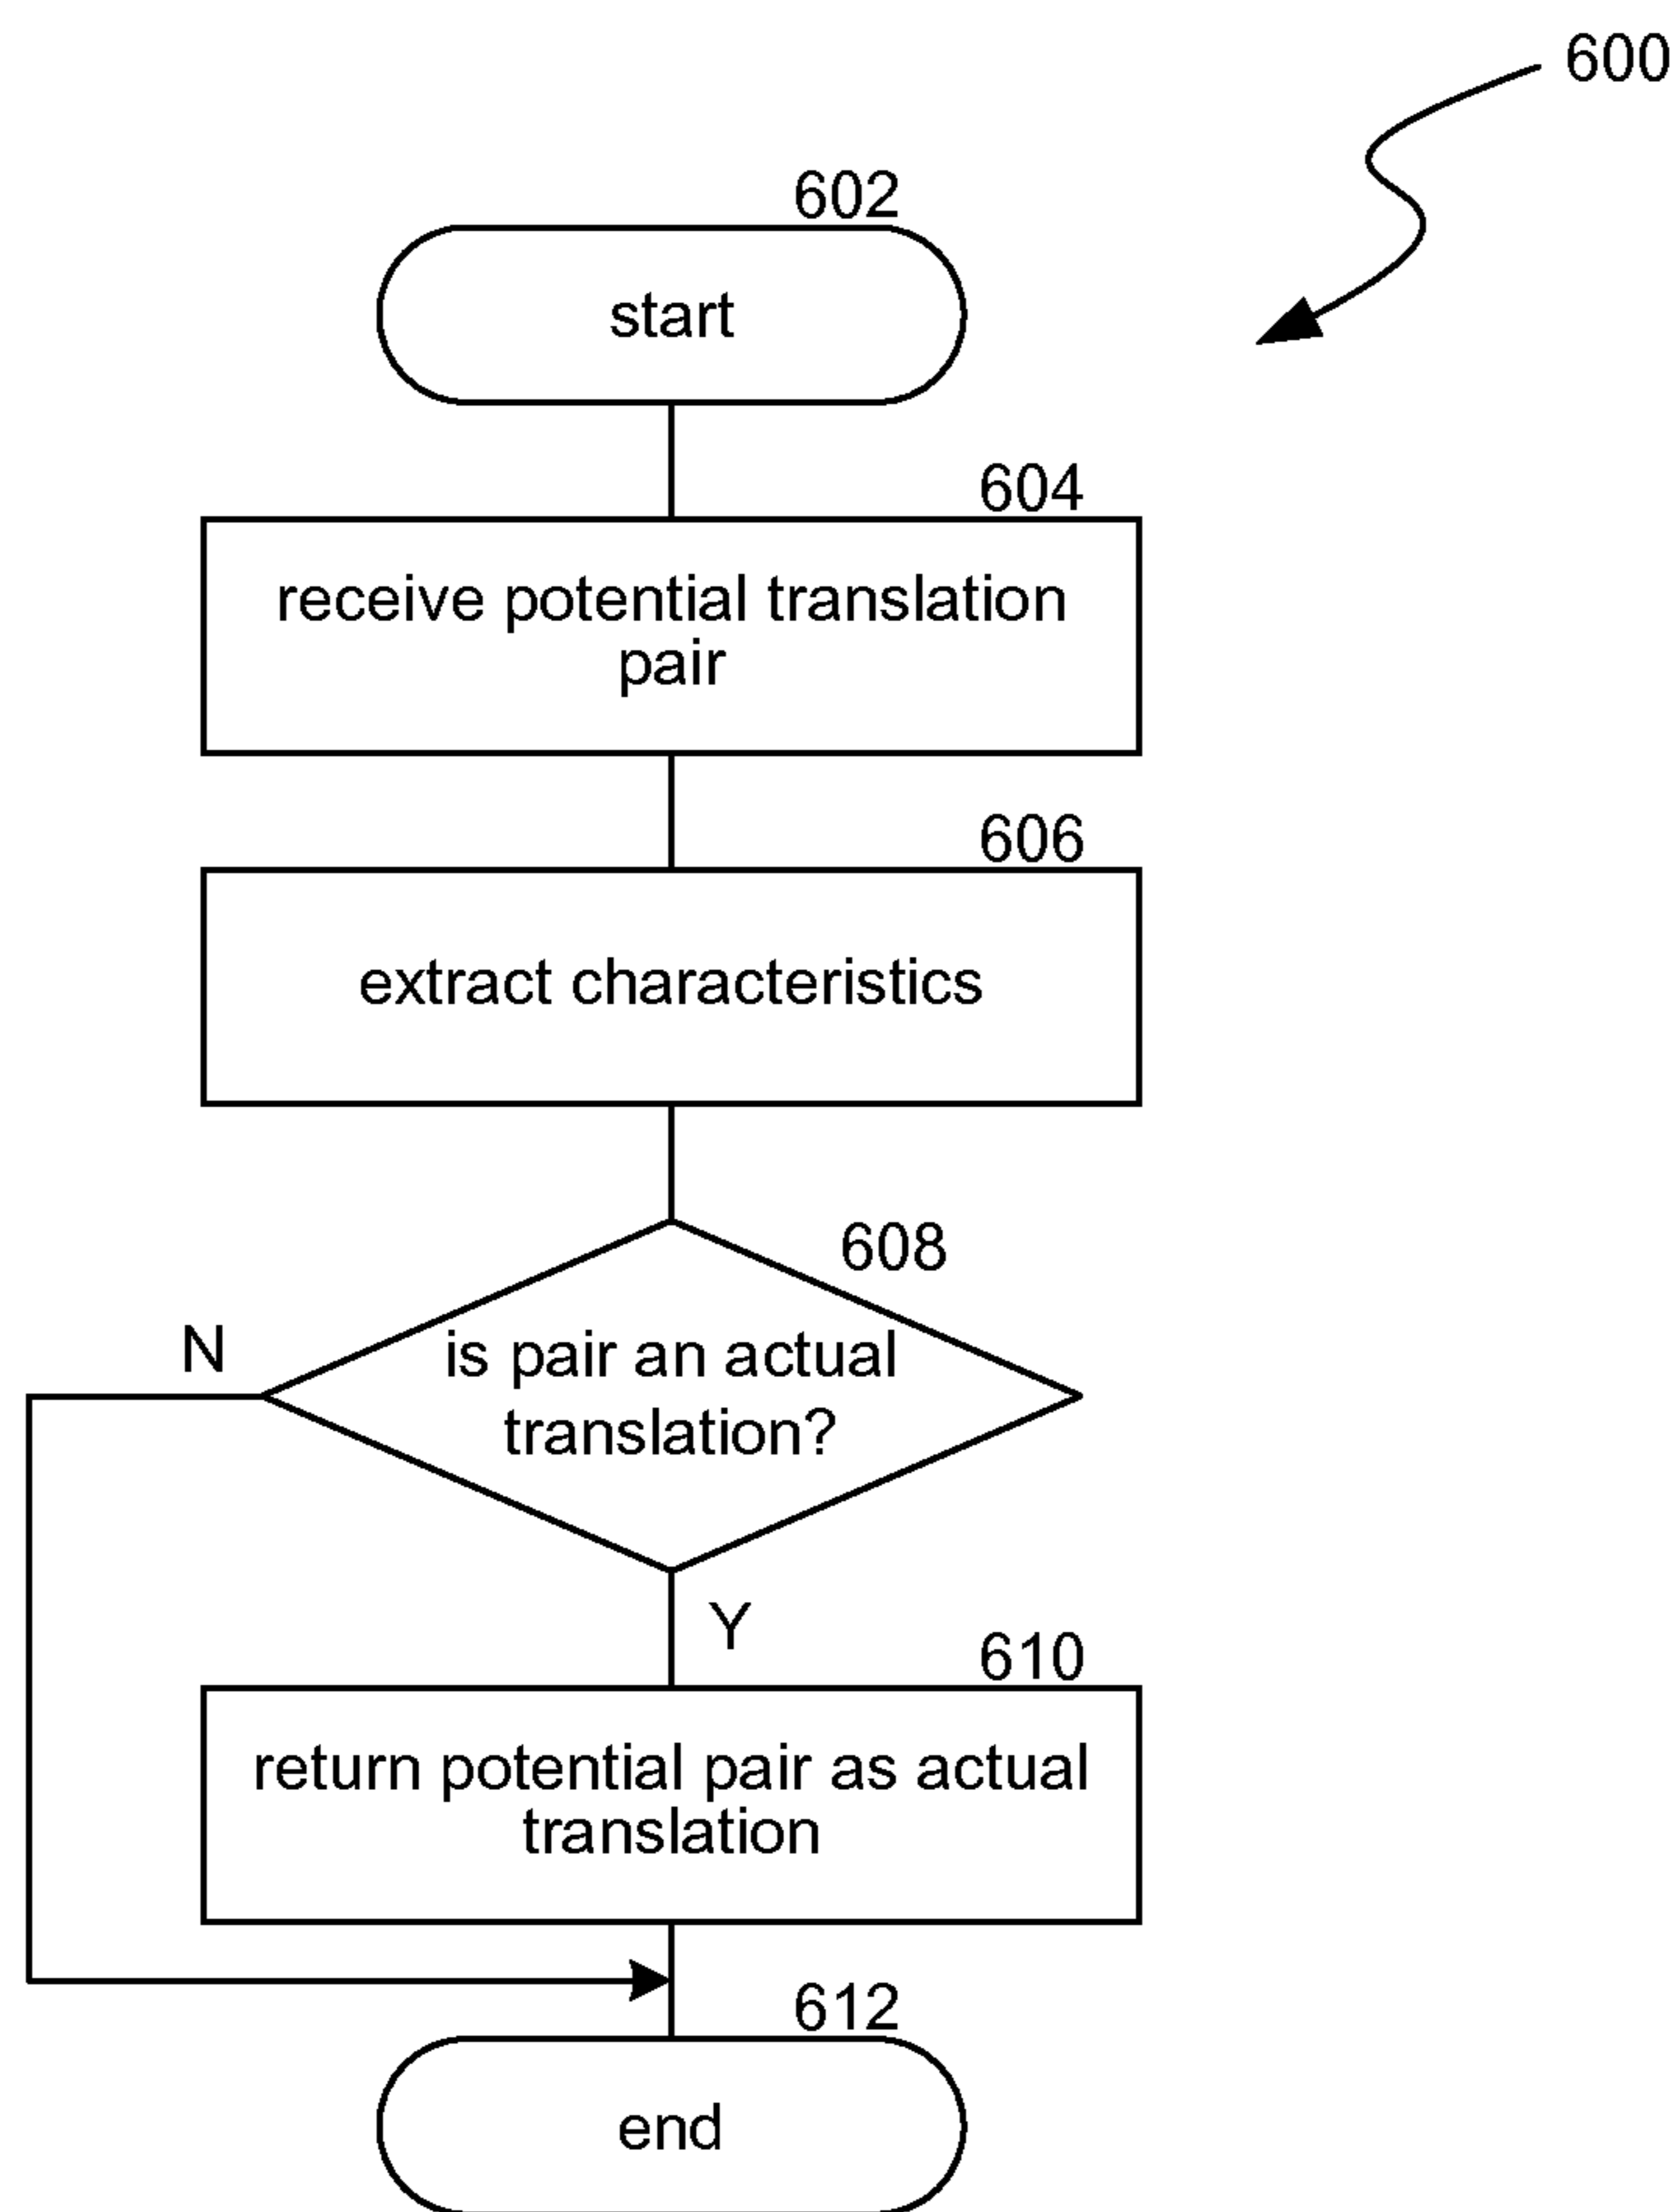 600
602
start
604
receive potential translation
pair
606
extract characteristics
608
N
is pair an actual
translation?
Y
610
return potential pair as actual
translation
612
end